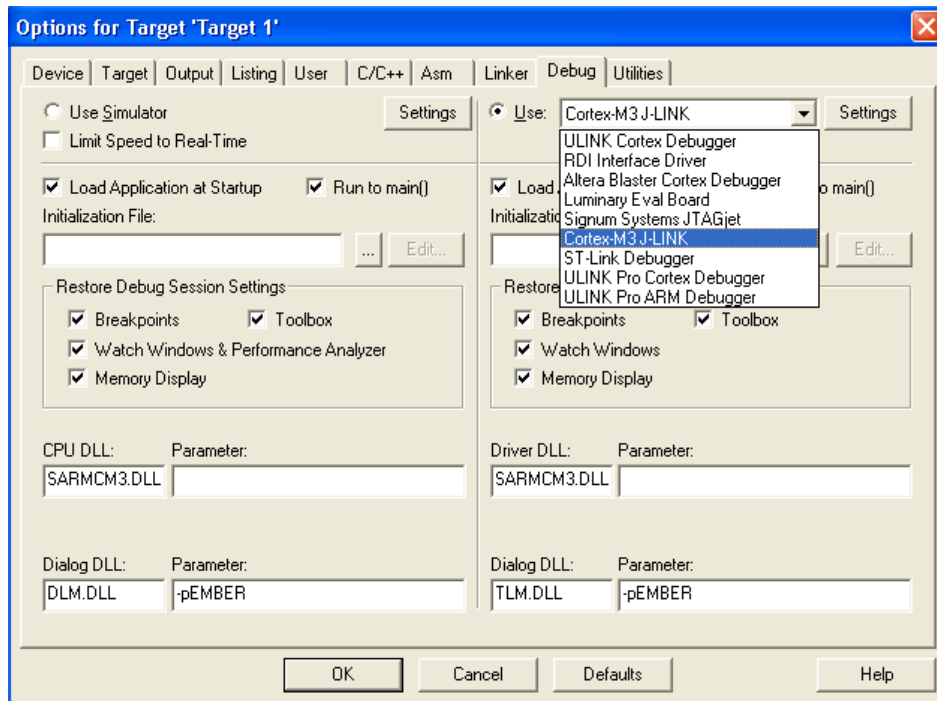 Options for Target 'Target 1'
Device Target Output Listing User C/C++ Asm Linker Debug Utilities
Use Simulator Settings
Limit Speed to Real-Time
Load Application at Startup Run to main()
Initialization File:
... Edit...
Restore Debug Session Settings
Breakpoints Toolbox
Watch Windows & Performance Analyzer
Memory Display
CPU DLL: Parameter:
SARMCM3.DLL
Dialog DLL: Parameter:
DLM.DLL -pEMBER
Use: Cortex-M3 J-LINK Settings
ULINK Cortex Debugger
RDI Interface Driver
Altera Blaster Cortex Debugger
Luminary Eval Board
Signum Systems JTAGjet
Cortex-M3 J-LINK
ST-Link Debugger
ULINK Pro Cortex Debugger
ULINK Pro ARM Debugger
Load main()
Edit...
Breakpoints Toolbox
Watch Windows
Memory Display
Driver DLL: Parameter:
SARMCM3.DLL
Dialog DLL: Parameter:
TLM.DLL -pEMBER
OK Cancel Defaults Help